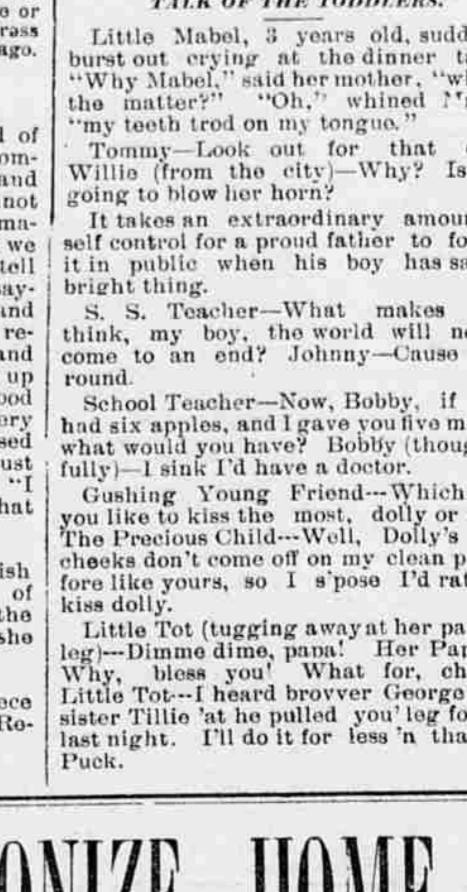 e or
rass
ago.
d of
om-
and
not
ma-
we
tell
ay-
and
re-
and
up
ood
ery
sed
ust
"I
hat
ish
of
the
she
ece
Re-
TALK OF THE TODDLERS.
Little Mabel, 3 years old, sudd
burst out crying at the dinner t
"Why Mabel," said her mother, "w
the matter?" "Oh," whined M
"my teeth trod on my tongue."
Tommy—Look out for that
Willie (from the city)—Why? Is
going to blow her horn?
It takes an extraordinary amou
self control for a proud father to fo
it in public when his boy has sa
bright thing.
S. S. Teacher—What makes
think, my boy, the world will n
come to an end? Johnny—Cause
round.
School Teacher—Now, Bobby, if
had six apples, and I gave you five m
what would you have? Bobby (thoug
fully)—I sink I'd have a doctor.
Gushing Young Friend---Which
you like to kiss the most, dolly or
The Precious Child---Well, Dolly's
cheeks don't come off on my clean p
fore like yours, so I s'pose I'd rat
kiss dolly.
Little Tot (tugging away at her pa
leg)---Dimme dime, papa! Her Pap
Why, bless you! What for, ch
Little Tot---I heard brovver George
sister Tillie 'at he pulled you' leg fo
last night. I'll do it for less 'n tha
Puck.
ONIZE HOME